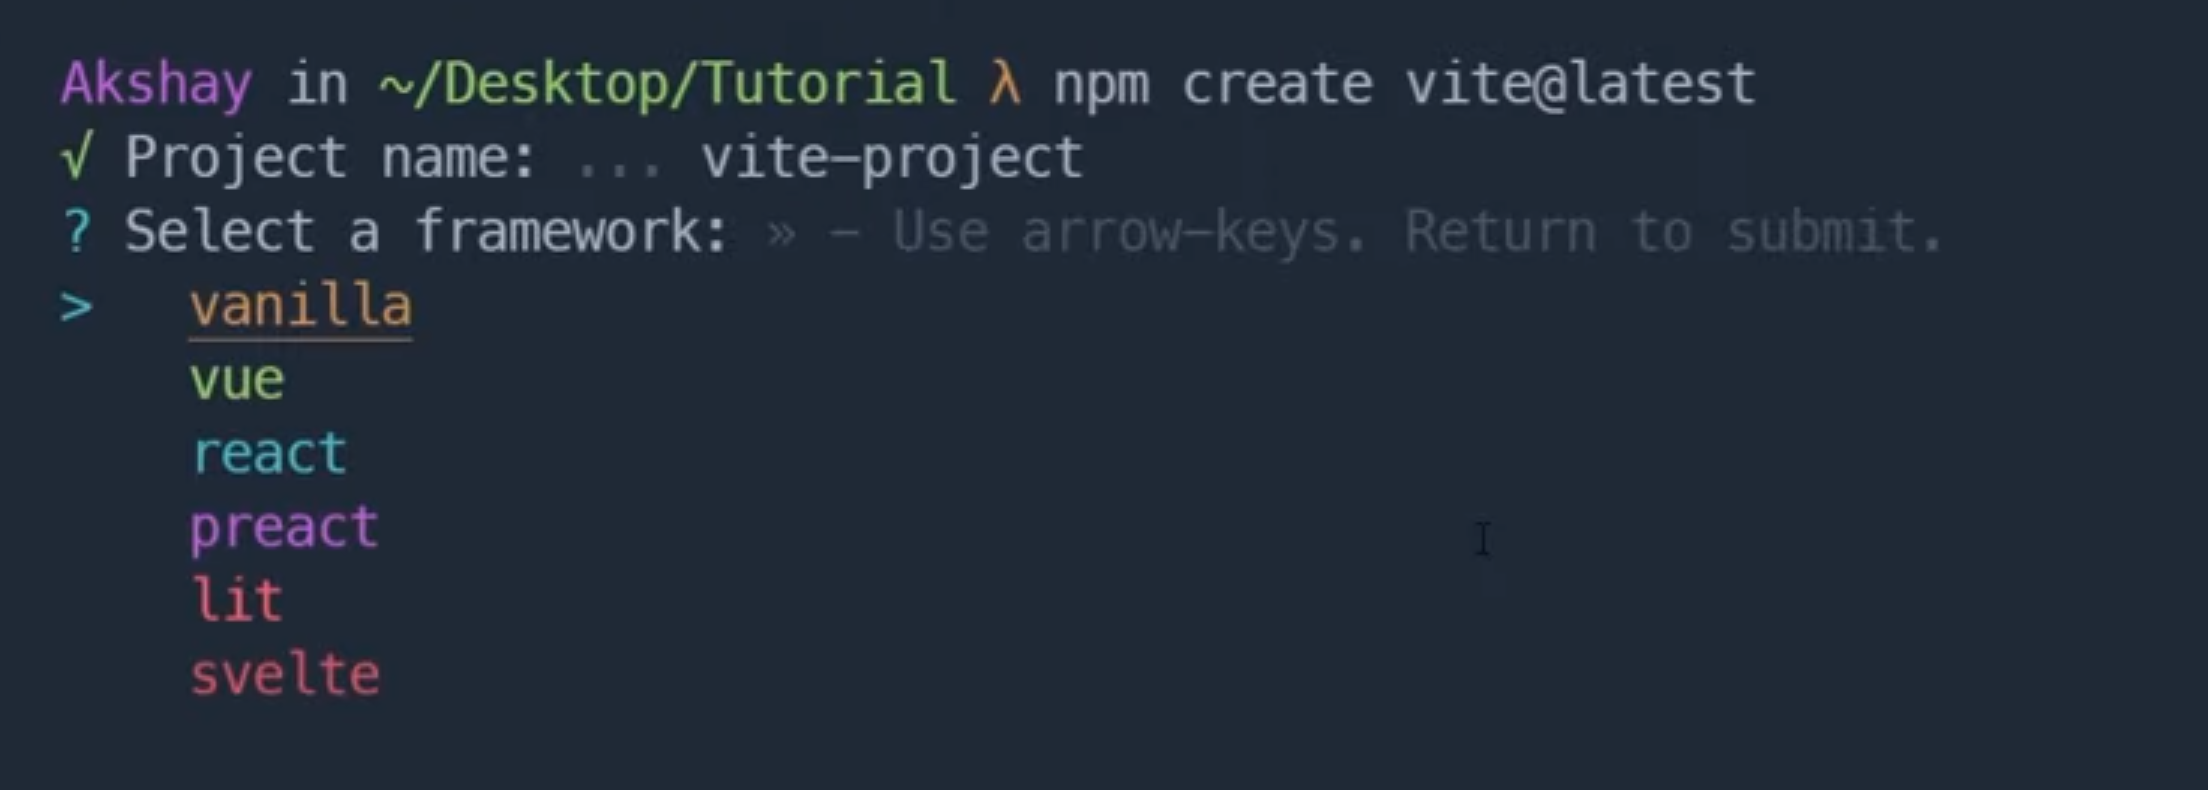 Akshay in ~/Desktop/Tutorial λ npm create vite@latest
√ Project name: ... vite-project
? Select a framework: » - Use arrow-keys. Return to submit.
> vanilla
vue
react
preact
lit
svelte